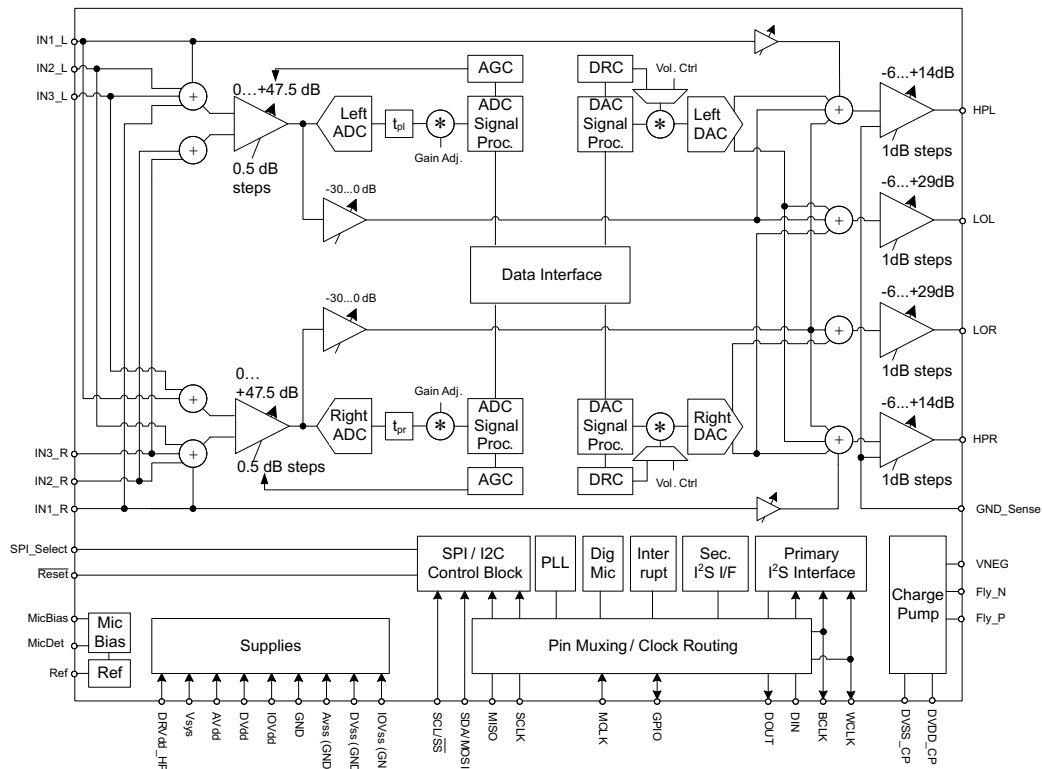 IN1_L
IN2_L
IN3_L
0…+47.5 dB
0.5 dB
steps
Left
ADC
tpl
*
Gain Adj.
AGC
ADC
Signal
Proc.
DRC
Vol. Ctrl
DAC
Signal
Proc.
*
Left
DAC
+
+
+
-6...+14dB
1dB steps
HPL
-30...0 dB
+
-6...+29dB
1dB steps
LOL
Data Interface
-30...0 dB
+
-6...+29dB
1dB steps
LOR
0…
+47.5 dB
0.5 dB steps
+
+
Right
ADC
tpr
Gain Adj.
*
ADC
Signal
Proc.
AGC
DAC
Signal
Proc.
*
DRC
Vol. Ctrl
Right
DAC
+
-6...+14dB
1dB steps
HPR
IN3_R
IN2_R
IN1_R
GND_Sense
SPI_Select
Reset
SPI / I2C
Control Block
PLL
Dig
Mic
Inter
rupt
Sec.
I2S I/F
Primary
I2S Interface
Charge
Pump
VNEG
Fly_N
Fly_P
MicBias
MicDet
Ref
Mic
Bias
Ref
Supplies
Pin Muxing / Clock Routing
DRVdd_HP
Vsys
AVdd
DVdd
IOVdd
GND
Avss (GND
DVss (GND
IOVss (GN
SCL/SS
SDA/MOSI
MISO
SCLK
MCLK
GPIO
DOUT
DIN
BCLK
WCLK
DVSS_CP
DVDD_CP